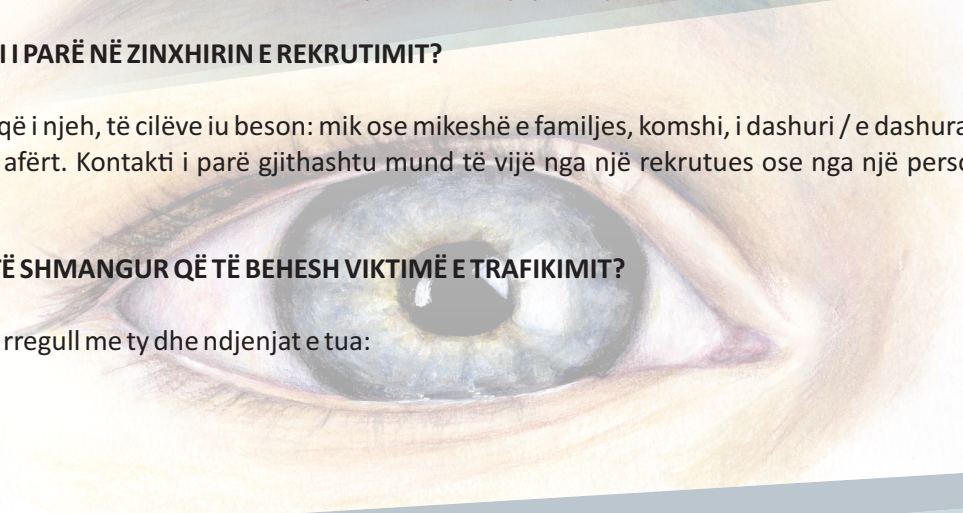 I I PARË NË ZINXHIRIN E REKRUTIMIT?
që i njeh, të cilëve iu beson: mik ose mikeshë e familjes, komshi, i dashuri / e dashura
afërt. Kontakti i parë gjithashtu mund të vijë nga një rekrutues ose nga një perso
TË SHMANGUR QË TË BEHESH VIKTIMË E TRAFIKIMIT?
rregull me ty dhe ndjenjat e tua: